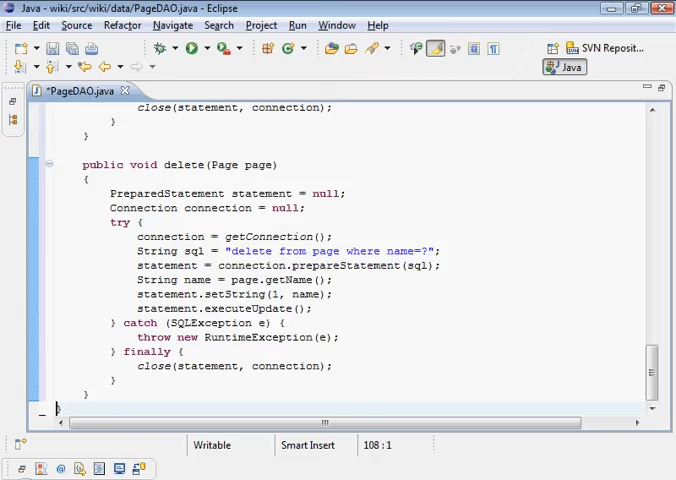 Java - wiki/src/wiki/data/PageDAO.java - Eclipse
File Edit Source Refactor Navigate Search Project Run Window Help
SVN Reposit...
Java
*PageDAO.java
close(statement, connection);
}
}
public void delete(Page page)
{
PreparedStatement statement = null;
Connection connection = null;
try {
connection = getConnection();
String sql = "delete from page where name=?";
statement = connection.prepareStatement(sql);
String name = page.getName();
statement.setString(1, name);
statement.executeUpdate();
} catch (SQLException e) {
throw new RuntimeException(e);
} finally {
close(statement, connection);
}
}
}
Writable Smart Insert 108 : 1